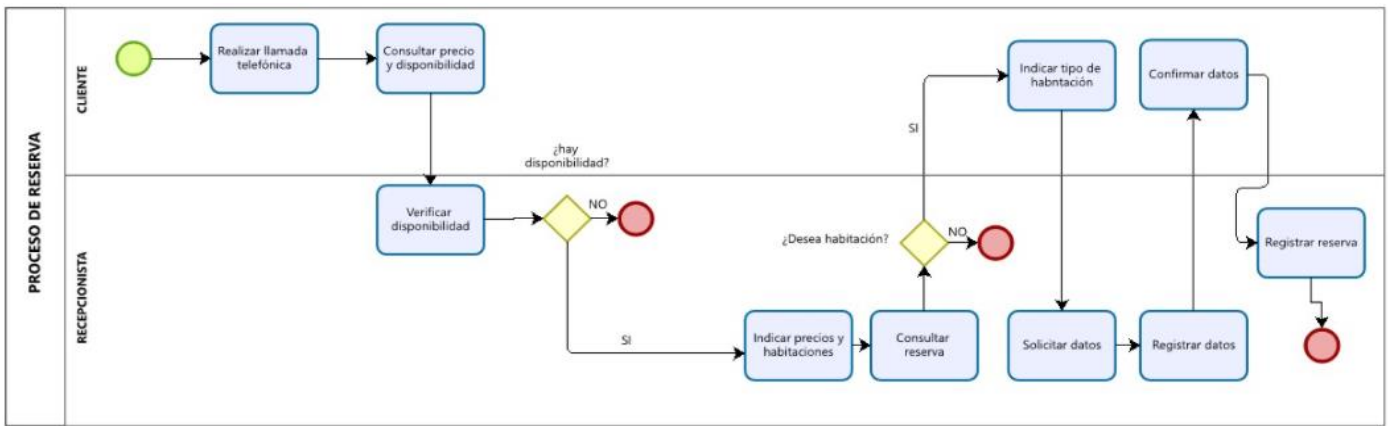 PROCESO DE RESERVA
CLIENTE
Realizar llamada
telefónica
Consultar precio
y disponibilidad
¿hay
disponibilidad?
SI
Indicar tipo de
habntación
Confirmar datos
RECEPCIONISTA
Verificar
disponibilidad
NO
¿Desea habitación?
NO
Registrar reserva
SI
Indicar precios y
habitaciones
Consultar
reserva
Solicitar datos
Registrar datos